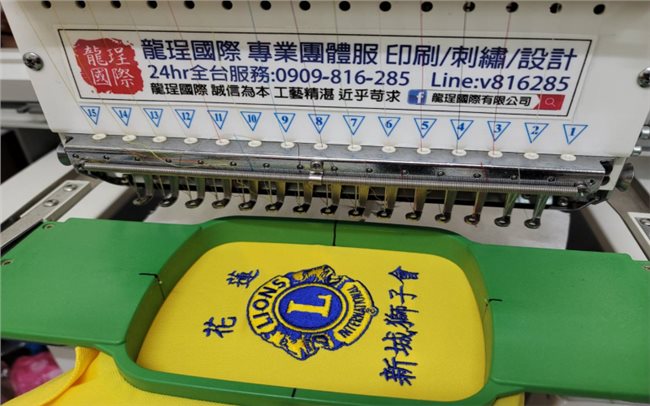 龍珵國際
龍珵國際 專業團體服 印刷/刺繡/設計
24hr全台服務:0909-816-285 Line:v816285
龍珵國際 誠信為本 工藝精湛 近乎苛求 f 龍珵國際有限公司
15 14 13 12 11 10 9 8 7 6 5 4 3 2 1
花蓮
LIONS
L
INTERNATIONAL
新城獅子會